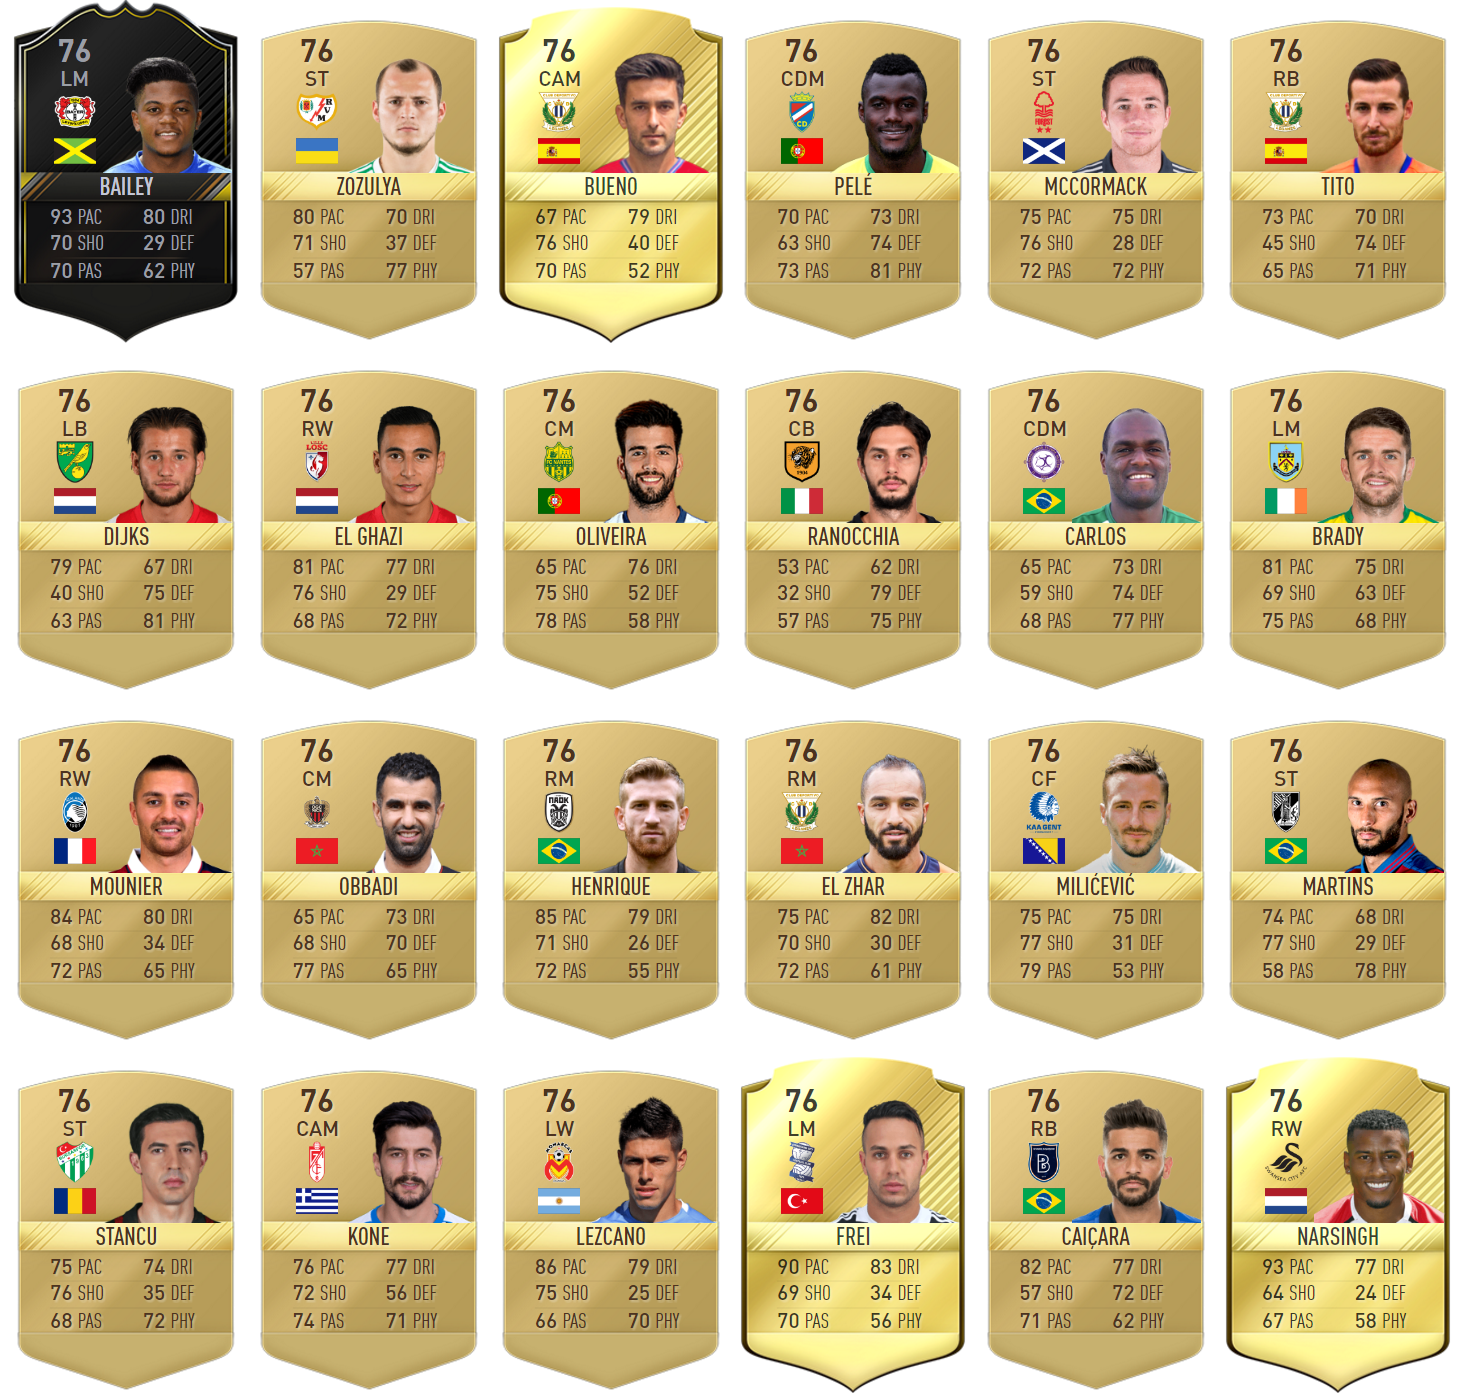 76
LM
BAILEY
93 PAC 80 DRI
70 SHO 29 DEF
70 PAS 62 PHY
76
ST
RVM
ZOZULYA
80 PAC 70 DRI
71 SHO 37 DEF
57 PAS 77 PHY
76
CAM
BUENO
67 PAC 79 DRI
76 SHO 40 DEF
70 PAS 52 PHY
76
CDM
CD
PELÉ
70 PAC 73 DRI
63 SHO 74 DEF
73 PAS 81 PHY
76
ST
FOREST
MCCORMACK
75 PAC 75 DRI
76 SHO 28 DEF
72 PAS 72 PHY
76
RB
TITO
73 PAC 70 DRI
45 SHO 74 DEF
65 PAS 71 PHY
76
LB
DIJKS
79 PAC 67 DRI
40 SHO 75 DEF
63 PAS 81 PHY
76
RW
LOSC
EL GHAZI
81 PAC 77 DRI
76 SHO 29 DEF
68 PAS 72 PHY
76
CM
FC NANTES
OLIVEIRA
65 PAC 76 DRI
75 SHO 52 DEF
78 PAS 58 PHY
76
CB
1904
RANOCCHIA
53 PAC 62 DRI
32 SHO 79 DEF
57 PAS 75 PHY
76
CDM
CARLOS
65 PAC 73 DRI
59 SHO 74 DEF
68 PAS 77 PHY
76
LM
BRADY
81 PAC 75 DRI
69 SHO 63 DEF
75 PAS 68 PHY
76
RW
MOUNIER
84 PAC 80 DRI
68 SHO 34 DEF
72 PAS 65 PHY
76
CM
OBBADI
65 PAC 73 DRI
68 SHO 70 DEF
77 PAS 65 PHY
76
RM
ΠΑΟΚ
HENRIQUE
85 PAC 79 DRI
71 SHO 26 DEF
72 PAS 55 PHY
76
RM
EL ZHAR
75 PAC 82 DRI
70 SHO 30 DEF
72 PAS 61 PHY
76
CF
KAA GENT
MILIĆEVIĆ
75 PAC 75 DRI
77 SHO 31 DEF
79 PAS 53 PHY
76
ST
MARTINS
74 PAC 68 DRI
77 SHO 29 DEF
58 PAS 78 PHY
76
ST
STANCU
75 PAC 74 DRI
76 SHO 35 DEF
68 PAS 72 PHY
76
CAM
KONE
76 PAC 77 DRI
72 SHO 56 DEF
74 PAS 71 PHY
76
LW
MONARCAS
LEZCANO
86 PAC 79 DRI
75 SHO 25 DEF
66 PAS 70 PHY
76
LM
FREI
90 PAC 83 DRI
69 SHO 34 DEF
70 PAS 56 PHY
76
RB
CAIÇARA
82 PAC 77 DRI
57 SHO 72 DEF
71 PAS 62 PHY
76
RW
SWANSEA CITY AFC
NARSINGH
93 PAC 77 DRI
64 SHO 24 DEF
67 PAS 58 PHY